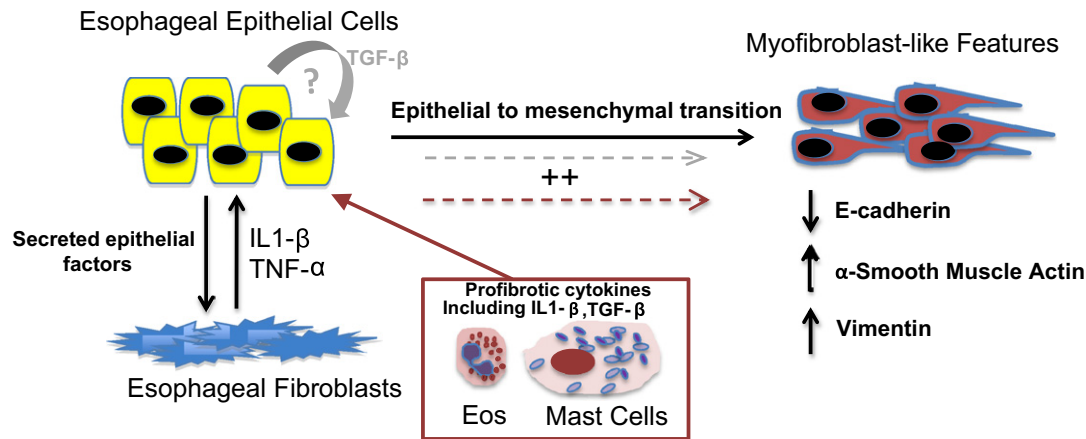 Esophageal Epithelial Cells
TGF-β
?
Myofibroblast-like Features
Epithelial to mesenchymal transition
++
Secreted epithelial
factors
IL1-β
TNF-α
E-cadherin
α-Smooth Muscle Actin
Vimentin
Profibrotic cytokines
Including IL1- β,TGF-β
Esophageal Fibroblasts
Eos
Mast Cells